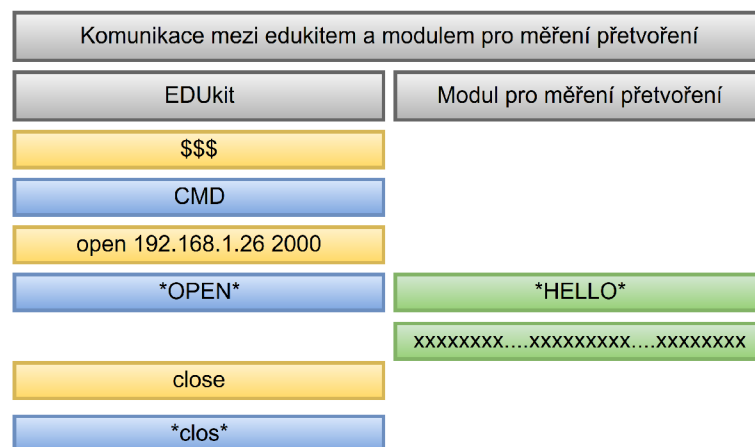 Komunikace mezi edukitem a modulem pro měření přetvoření
EDUkit
Modul pro měření přetvoření
$$$
CMD
open 192.168.1.26 2000
*OPEN*
*HELLO*
xxxxxxxx....xxxxxxxxx....xxxxxxxx
close
*clos*